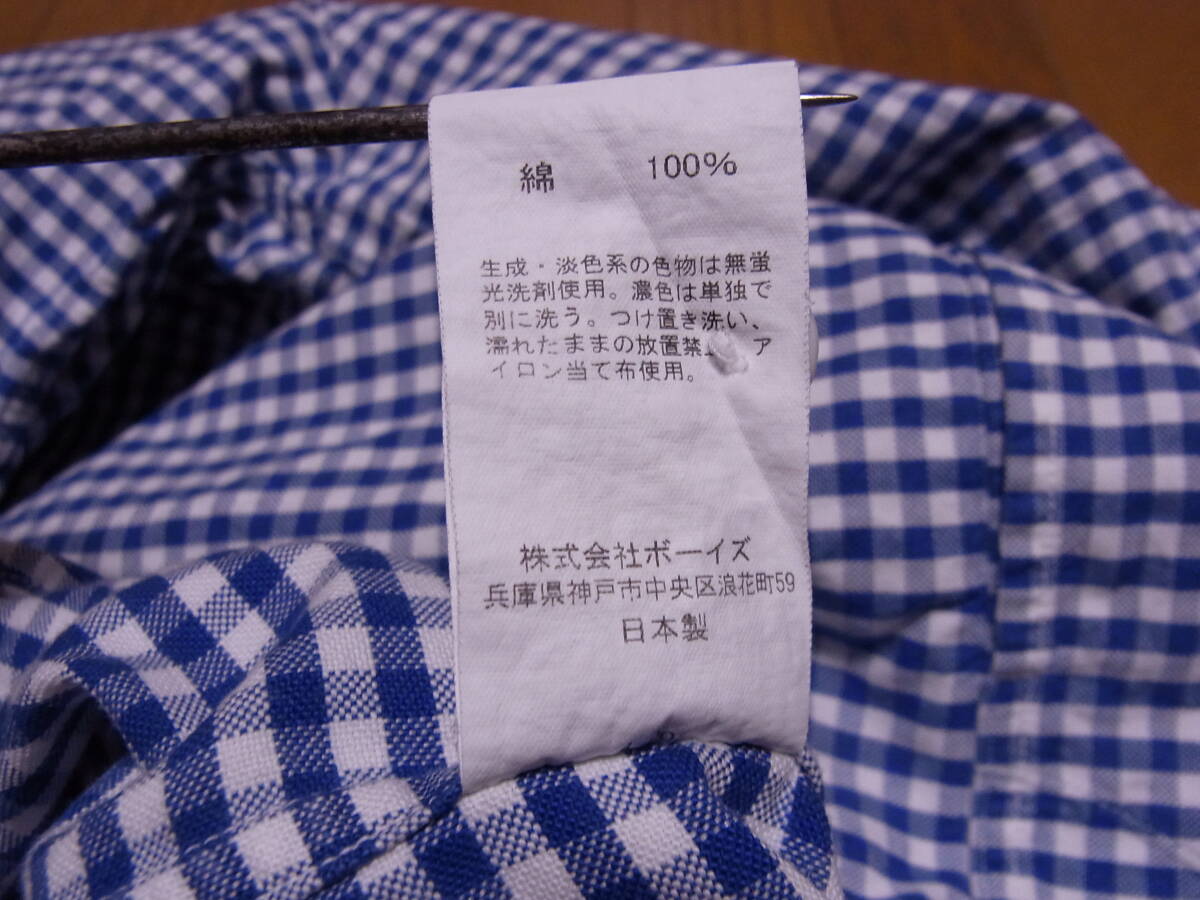 綿 100%
生成・淡色系の色物は無蛍
光洗剤使用。濃色は単独で
別に洗う。つけ置き洗い、
濡れたままの放置禁 ア
イロン当て布使用。
株式会社ボーイズ
兵庫県神戸市中央区浪花町59
日本製